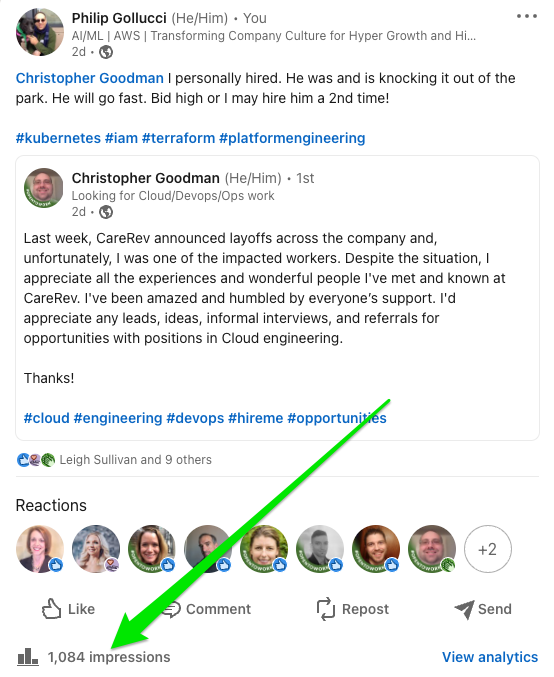 Philip Gollucci (He/Him) • You
AI/ML | AWS | Transforming Company Culture for Hyper Growth and Hi...
2d •
Christopher Goodman I personally hired. He was and is knocking it out of the
park. He will go fast. Bid high or I may hire him a 2nd time!
#kubernetes #iam #terraform #platformengineering
Christopher Goodman (He/Him) • 1st
Looking for Cloud/Devops/Ops work
2d •
Last week, CareRev announced layoffs across the company and,
unfortunately, I was one of the impacted workers. Despite the situation, I
appreciate all the experiences and wonderful people I've met and known at
CareRev. I've been amazed and humbled by everyone's support. I'd
appreciate any leads, ideas, informal interviews, and referrals for
opportunities with positions in Cloud engineering.
Thanks!
#cloud #engineering #devops #hireme #opportunities
Leigh Sullivan and 9 others
Reactions
+2
Like
Comment
Repost
Send
1,084 impressions
View analytics